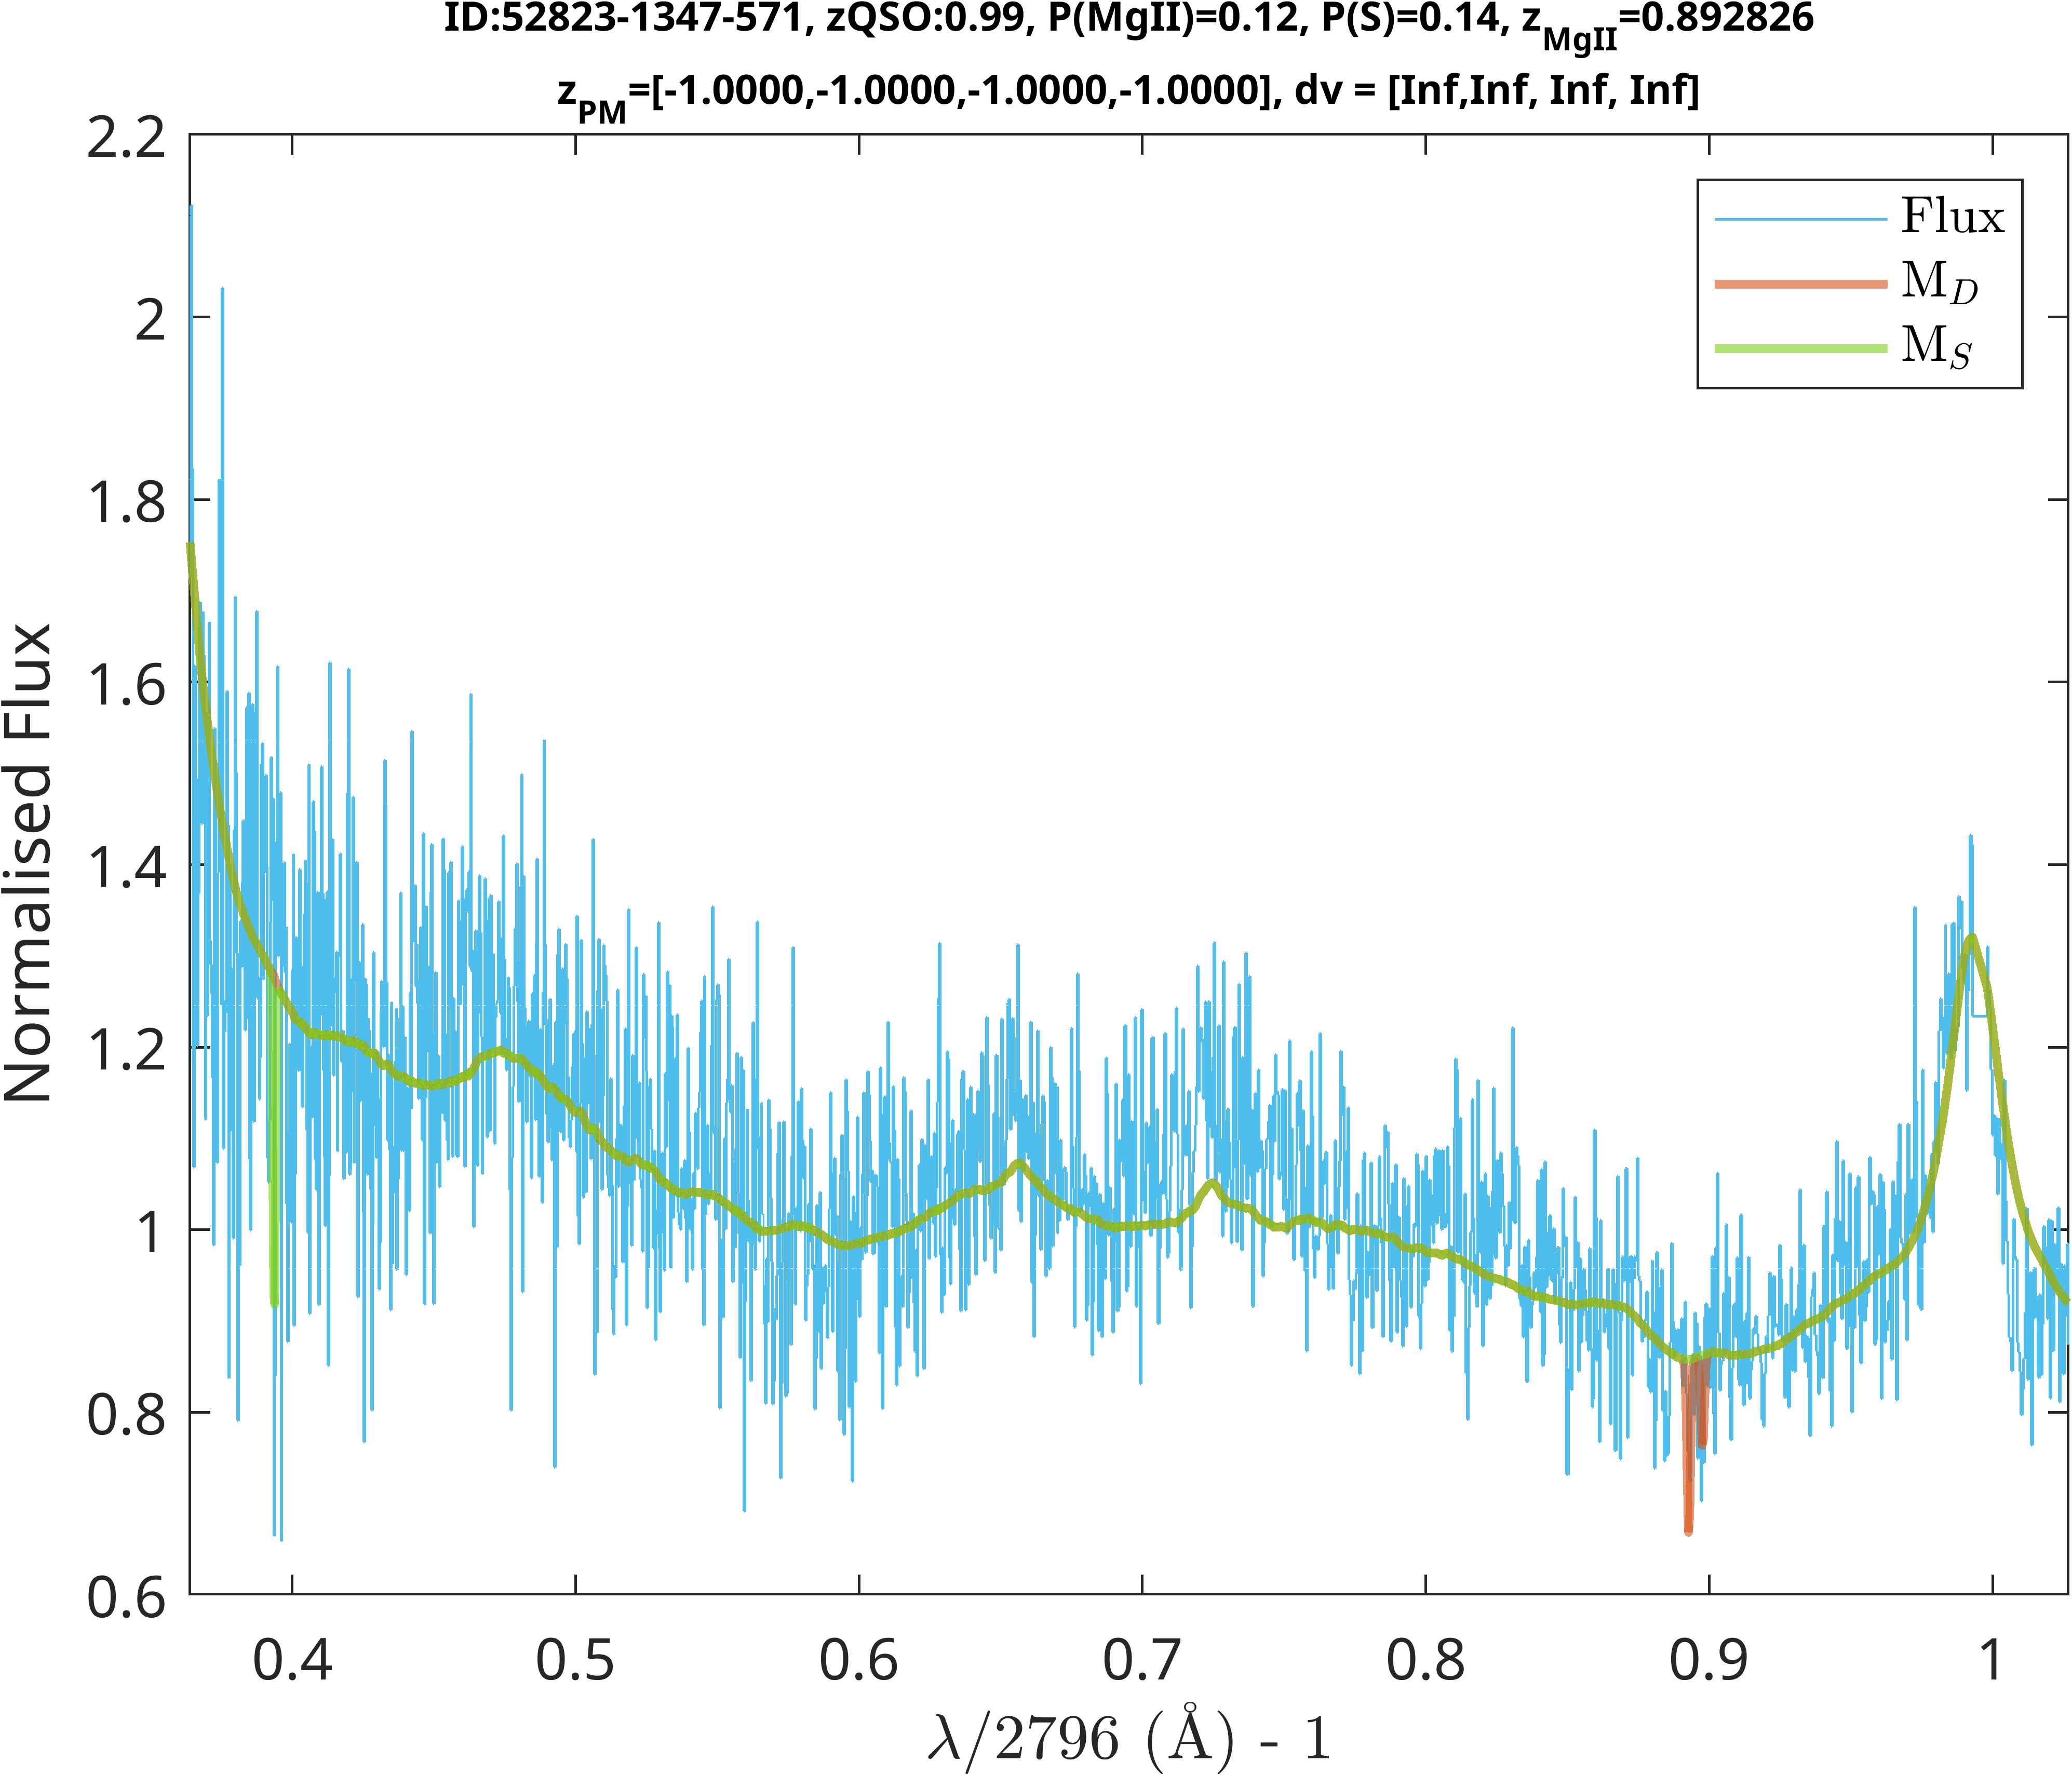 ID:52823-1347-571, zQSO:0.99, P(MgII)=0.12, P(S)=0.14, zMgII=0.892826
zPM=[-1.0000,-1.0000,-1.0000,-1.0000], dv = [Inf,Inf, Inf, Inf]
2.2
2
1.8
1.6
1.4
1.2
1
0.8
0.6
Normalised Flux
Flux
MD
MS
0.4 0.5 0.6 0.7 0.8 0.9 1
λ/2796 (Å) - 1